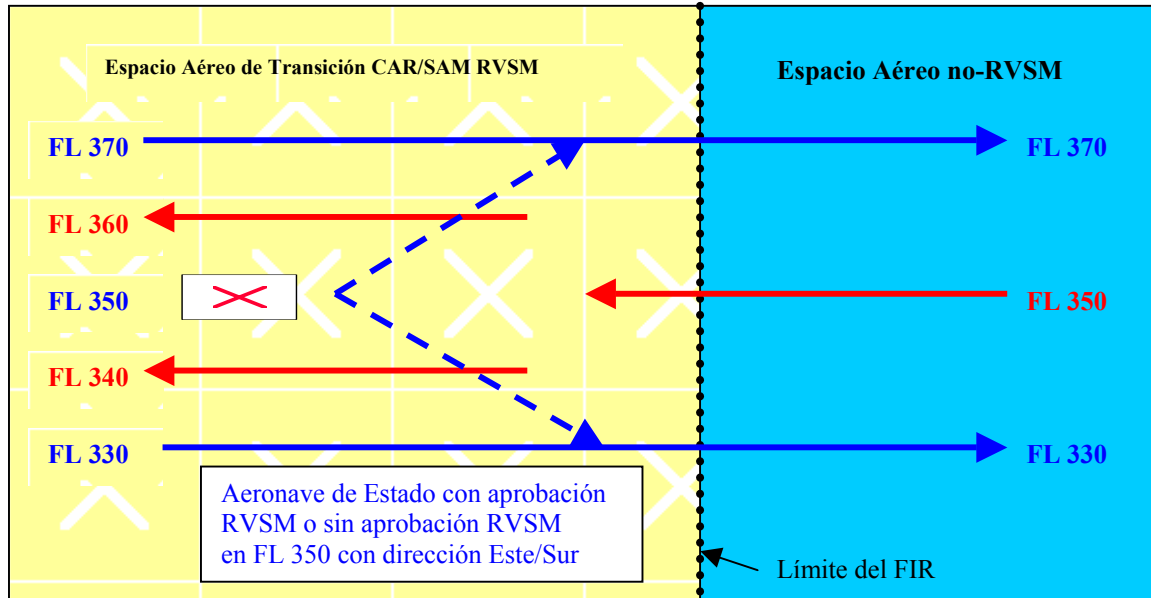 Espacio Aéreo de Transición CAR/SAM RVSM
Espacio Aéreo no-RVSM
FL 370
FL 370
FL 360
FL 350
FL 350
FL 340
FL 330
FL 330
Aeronave de Estado con aprobación
RVSM o sin aprobación RVSM
en FL 350 con dirección Este/Sur
Límite del FIR